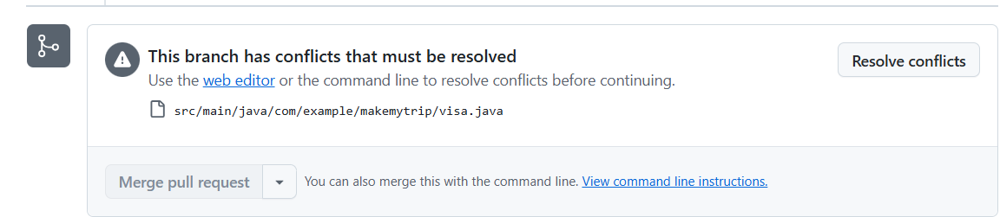 This branch has conflicts that must be resolved
Resolve conflicts
Use the web editor or the command line to resolve conflicts before continuing.
src/main/java/com/example/makemytrip/visa.java
Merge pull request
You can also merge this with the command line. View command line instructions.